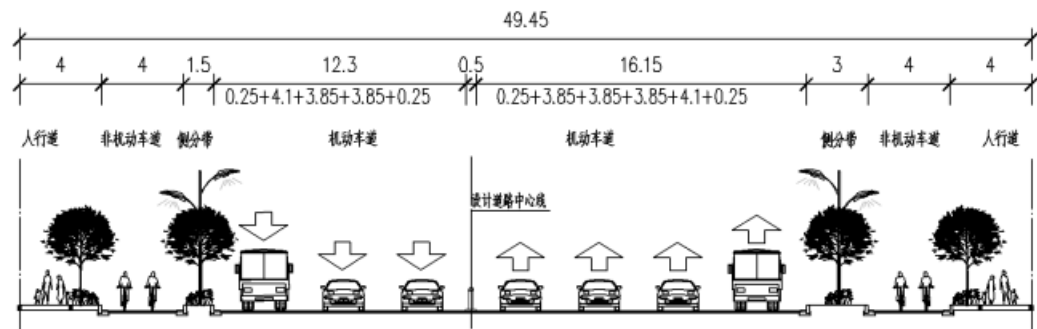 49.45
4 4 1.5 12.3 0.5 16.15 3 4 4
0.25+4.1+3.85+3.85+0.25 0.25+3.85+3.85+3.85+4.1+0.25
人行道 非机动车道 侧分带 机动车道 机动车道 侧分带 非机动车道 人行道
设计道路中心线